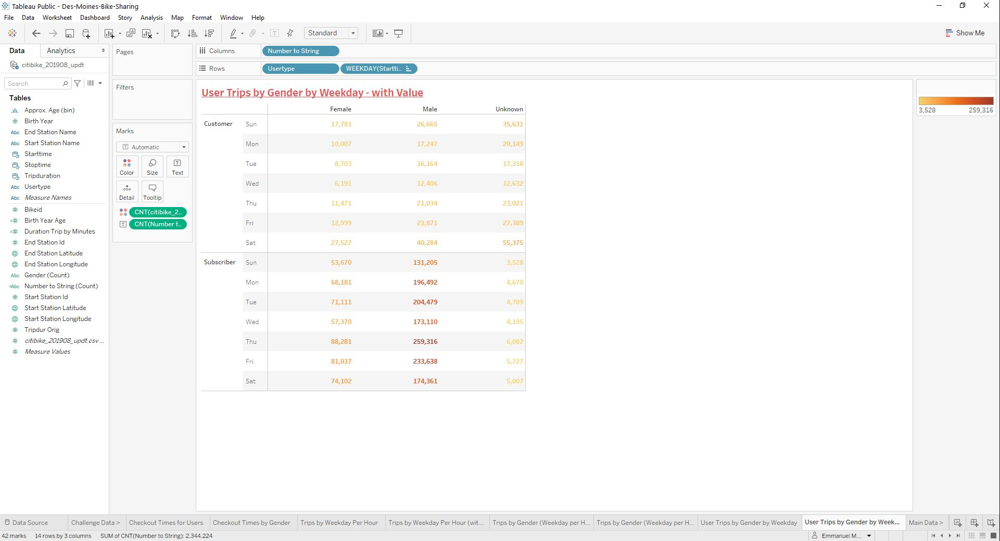 Tableau Public - Des-Moines-Bike-Sharing
File Data Worksheet Dashboard Story Analysis Map Format Window Help
Standard
Show Me
Data Analytics
citibike_201908_updt
Search
Tables
Approx. Age (bin)
Birth Year
Abc End Station Name
Abc Start Station Name
Starttime
Stoptime
Tripduration
Abc Usertype
Abc Measure Names
Bikeid
Birth Year Age
Duration Trip by Minutes
End Station Id
End Station Latitude
End Station Longitude
Abc Gender (Count)
=Abc Number to String (Count)
Start Station Id
Start Station Latitude
Start Station Longitude
Tripdur Orig
citibike_201908_updt.csv ...
Measure Values
Pages
Filters
Marks
Automatic
Color Size Text
Detail Tooltip
CNT(citibike_2..
CNT(Number t..
Columns Number to String
Rows Usertype WEEKDAY(Startti..
User Trips by Gender by Weekday - with Value
Female Male Unknown
Customer Sun 17,781 26,665 35,631
Mon 10,007 17,247 20,149
Tue 8,703 16,164 17,318
Wed 6,191 12,406 12,632
Thu 11,471 21,034 23,021
Fri 12,999 23,871 27,389
Sat 27,527 40,284 55,375
Subscriber Sun 53,670 131,205 3,528
Mon 68,181 196,492 4,678
Tue 71,111 204,479 4,789
Wed 57,370 173,110 4,195
Thu 88,281 259,316 6,082
Fri 81,037 233,638 5,727
Sat 74,102 174,361 5,007
3,528 259,316
Data Source Challenge Data > Checkout Times for Users Checkout Times by Gender Trips by Weekday Per Hour Trips by Weekday Per Hour (wit... Trips by Gender (Weekday per H... Trips by Gender (Weekday per H... User Trips by Gender by Weekday User Trips by Gender by Week... Main Data >
42 marks 14 rows by 3 columns SUM of CNT(Number to String): 2,344,224 Emmanuel M...